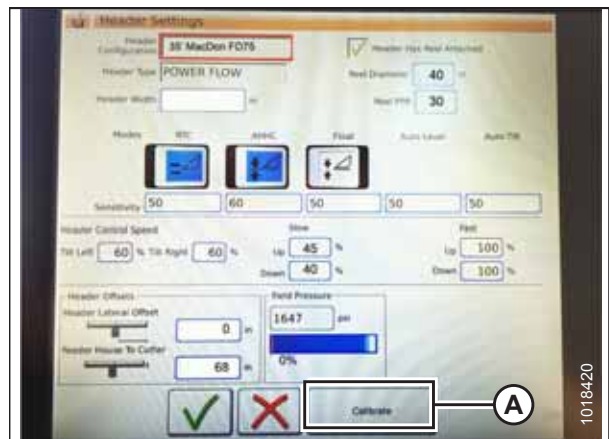 Header Settings
Header Configuration 35' MacDon FD75 Header Has Reel Attached
Header Type POWER FLOW Reel Diameter 40 in
Header Width in Reel PPR 30
Modes RTC AHHC Float Auto Level Auto Tilt
Sensitivity 50 60 50 50 50
Header Control Speed Slow Fast
Tilt Left 60 % Tilt Right 60 % Up 45 % Up 100 %
Down 40 % Down 100 %
Header Offsets Field Pressure
Header Lateral Offset 1647 psi
0 in
Feeder House To Cutter 0%
68 in
Calibrate A
1018420